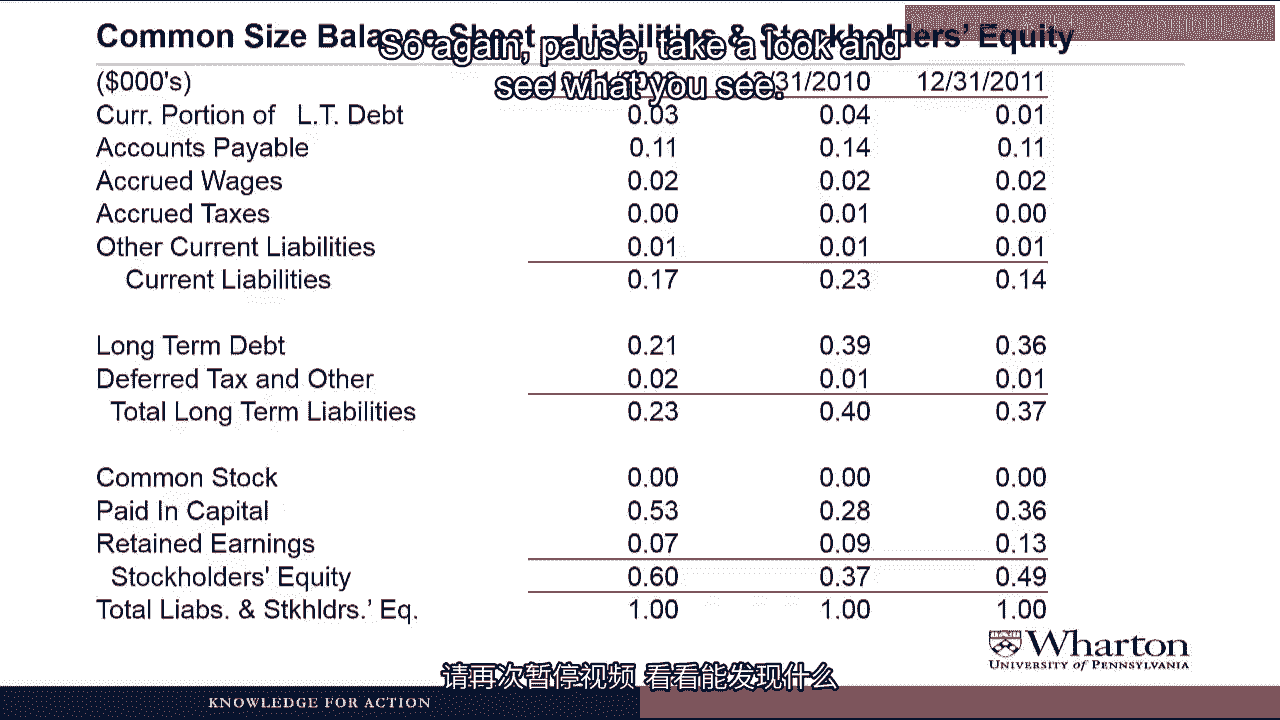 Common Size Balance Sheet - Liabilities & Stockholders' Equity
So again, pause, take a look and
see what you see.
($000's) 12/31/2010 12/31/2011
Curr. Portion of L.T. Debt 0.03 0.04 0.01
Accounts Payable 0.11 0.14 0.11
Accrued Wages 0.02 0.02 0.02
Accrued Taxes 0.00 0.01 0.00
Other Current Liabilities 0.01 0.01 0.01
Current Liabilities 0.17 0.23 0.14
Long Term Debt 0.21 0.39 0.36
Deferred Tax and Other 0.02 0.01 0.01
Total Long Term Liabilities 0.23 0.40 0.37
Common Stock 0.00 0.00 0.00
Paid In Capital 0.53 0.28 0.36
Retained Earnings 0.07 0.09 0.13
Stockholders' Equity 0.60 0.37 0.49
Total Liabs. & Stkhldrs.' Eq. 1.00 1.00 1.00
Wharton
UNIVERSITY of PENNSYLVANIA
请再次暂停视频 看看能发现什么
KNOWLEDGE FOR ACTION